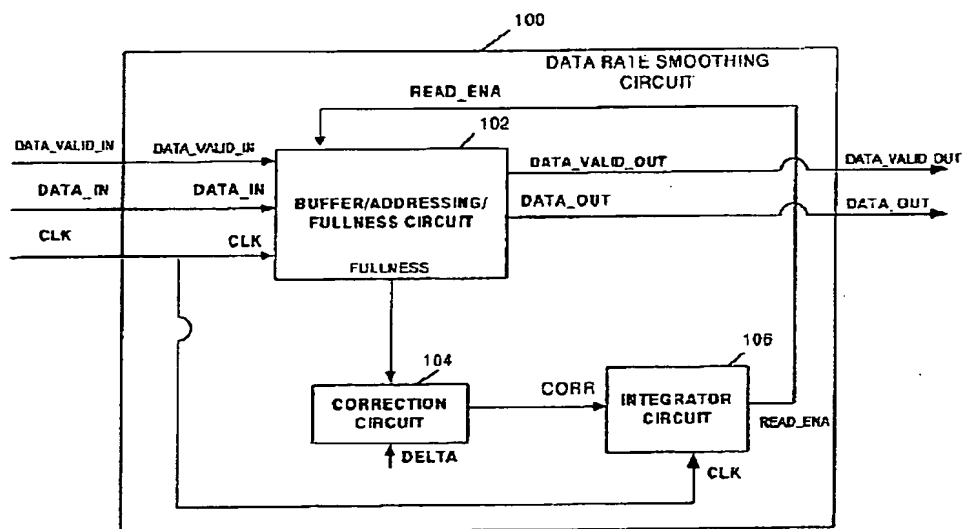 100
DATA RATE SMOOTHING
CIRCUIT
READ_ENA
102
DATA_VALID_IN
DATA_VALID_IN
DATA_VALID_OUT
DATA_VALID_OUT
DATA_IN
DATA_IN
BUFFER/ADDRESSING/
FULLNESS CIRCUIT
DATA_OUT
DATA_OUT
CLK
CLK
FULLNESS
104
106
CORRECTION
CIRCUIT
CORR
INTEGRATOR
CIRCUIT
READ_ENA
DELTA
CLK